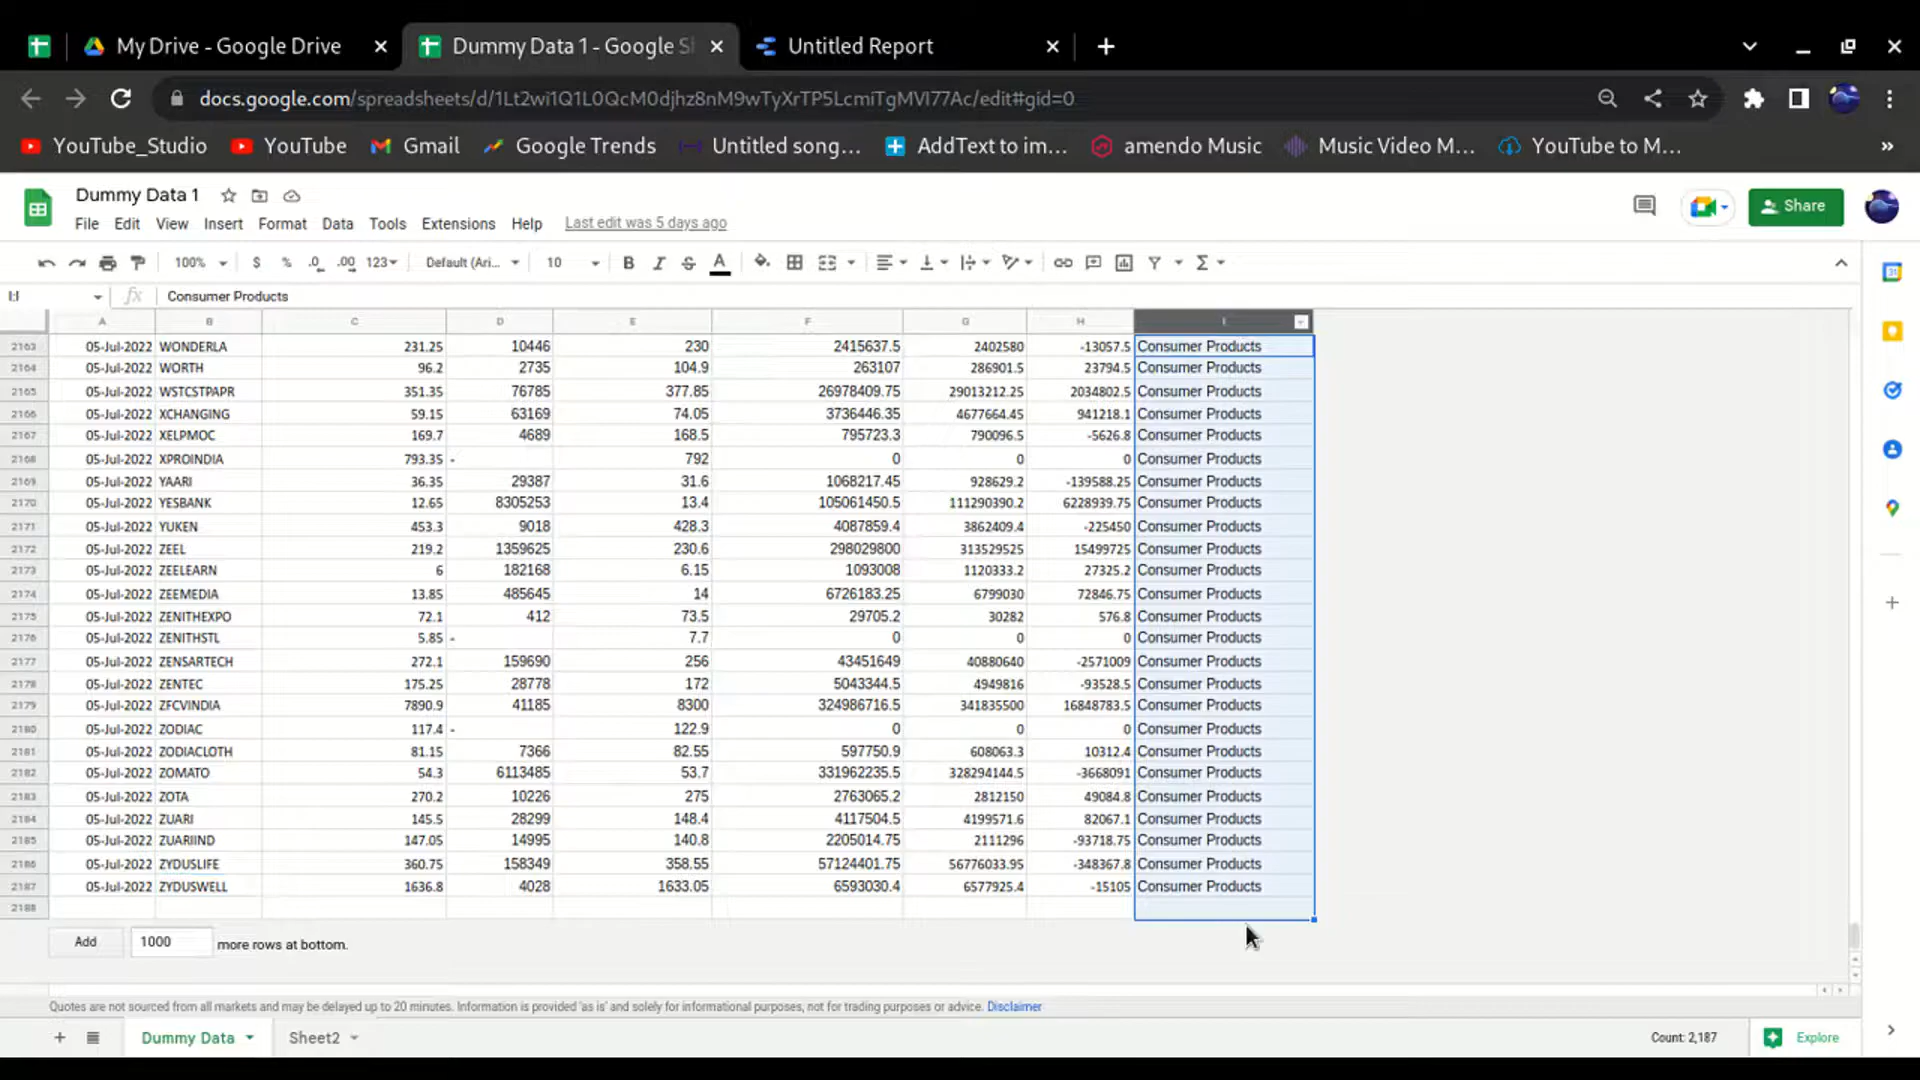 My Drive - Google Drive
Dummy Data 1 - Google S
Untitled Report
docs.google.com/spreadsheets/d/1Lt2wi1Q1L0QcM0djhz8nM9wTyXrTP5LcmiTgMVI77Ac/edit#gid=0
YouTube_Studio YouTube Gmail Google Trends Untitled song... AddText to im... amendo Music Music Video M... YouTube to M... »
Dummy Data 1
File Edit View Insert Format Data Tools Extensions Help Last edit was 5 days ago
Share
100% $ % .0 .00 123 Default (Ari... 10 B I S A Σ
I:I fx Consumer Products
A B C D E F G H I
2163 05-Jul-2022 WONDERLA 231.25 10446 230 2415637.5 2402580 -13057.5 Consumer Products
2164 05-Jul-2022 WORTH 96.2 2735 104.9 263107 286901.5 23794.5 Consumer Products
2165 05-Jul-2022 WSTCSTPAPR 351.35 76785 377.85 26978409.75 29013212.25 2034802.5 Consumer Products
2166 05-Jul-2022 XCHANGING 59.15 63169 74.05 3736446.35 4677664.45 941218.1 Consumer Products
2167 05-Jul-2022 XELPMOC 169.7 4689 168.5 795723.3 790096.5 -5626.8 Consumer Products
2168 05-Jul-2022 XPROINDIA 793.35 - 792 0 0 0 Consumer Products
2169 05-Jul-2022 YAARI 36.35 29387 31.6 1068217.45 928629.2 -139588.25 Consumer Products
2170 05-Jul-2022 YESBANK 12.65 8305253 13.4 105061450.5 111290390.2 6228939.75 Consumer Products
2171 05-Jul-2022 YUKEN 453.3 9018 428.3 4087859.4 3862409.4 -225450 Consumer Products
2172 05-Jul-2022 ZEEL 219.2 1359625 230.6 298029800 313529525 15499725 Consumer Products
2173 05-Jul-2022 ZEELEARN 6 182168 6.15 1093008 1120333.2 27325.2 Consumer Products
2174 05-Jul-2022 ZEEMEDIA 13.85 485645 14 6726183.25 6799030 72846.75 Consumer Products
2175 05-Jul-2022 ZENITHEXPO 72.1 412 73.5 29705.2 30282 576.8 Consumer Products
2176 05-Jul-2022 ZENITHSTL 5.85 - 7.7 0 0 0 Consumer Products
2177 05-Jul-2022 ZENSARTECH 272.1 159690 256 43451649 40880640 -2571009 Consumer Products
2178 05-Jul-2022 ZENTEC 175.25 28778 172 5043344.5 4949816 -93528.5 Consumer Products
2179 05-Jul-2022 ZFCVINDIA 7890.9 41185 8300 324986716.5 341835500 16848783.5 Consumer Products
2180 05-Jul-2022 ZODIAC 117.4 - 122.9 0 0 0 Consumer Products
2181 05-Jul-2022 ZODIACLOTH 81.15 7366 82.55 597750.9 608063.3 10312.4 Consumer Products
2182 05-Jul-2022 ZOMATO 54.3 6113485 53.7 331962235.5 328294144.5 -3668091 Consumer Products
2183 05-Jul-2022 ZOTA 270.2 10226 275 2763065.2 2812150 49084.8 Consumer Products
2184 05-Jul-2022 ZUARI 145.5 28299 148.4 4117504.5 4199571.6 82067.1 Consumer Products
2185 05-Jul-2022 ZUARIIND 147.05 14995 140.8 2205014.75 2111296 -93718.75 Consumer Products
2186 05-Jul-2022 ZYDUSLIFE 360.75 158349 358.55 57124401.75 56776033.95 -348367.8 Consumer Products
2187 05-Jul-2022 ZYDUSWELL 1636.8 4028 1633.05 6593030.4 6577925.4 -15105 Consumer Products
2188
Add 1000 more rows at bottom.
Quotes are not sourced from all markets and may be delayed up to 20 minutes. Information is provided 'as is' and solely for informational purposes, not for trading purposes or advice. Disclaimer
Dummy Data Sheet2 Count: 2,187 Explore